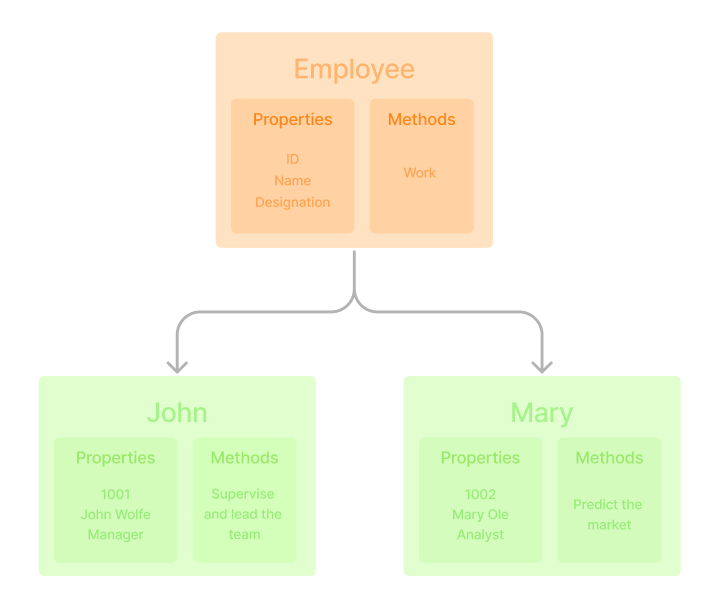 Employee
Properties
ID
Name
Designation
Methods
Work
John
Properties
1001
John Wolfe
Manager
Methods
Supervise
and lead the
team
Mary
Properties
1002
Mary Ole
Analyst
Methods
Predict the
market